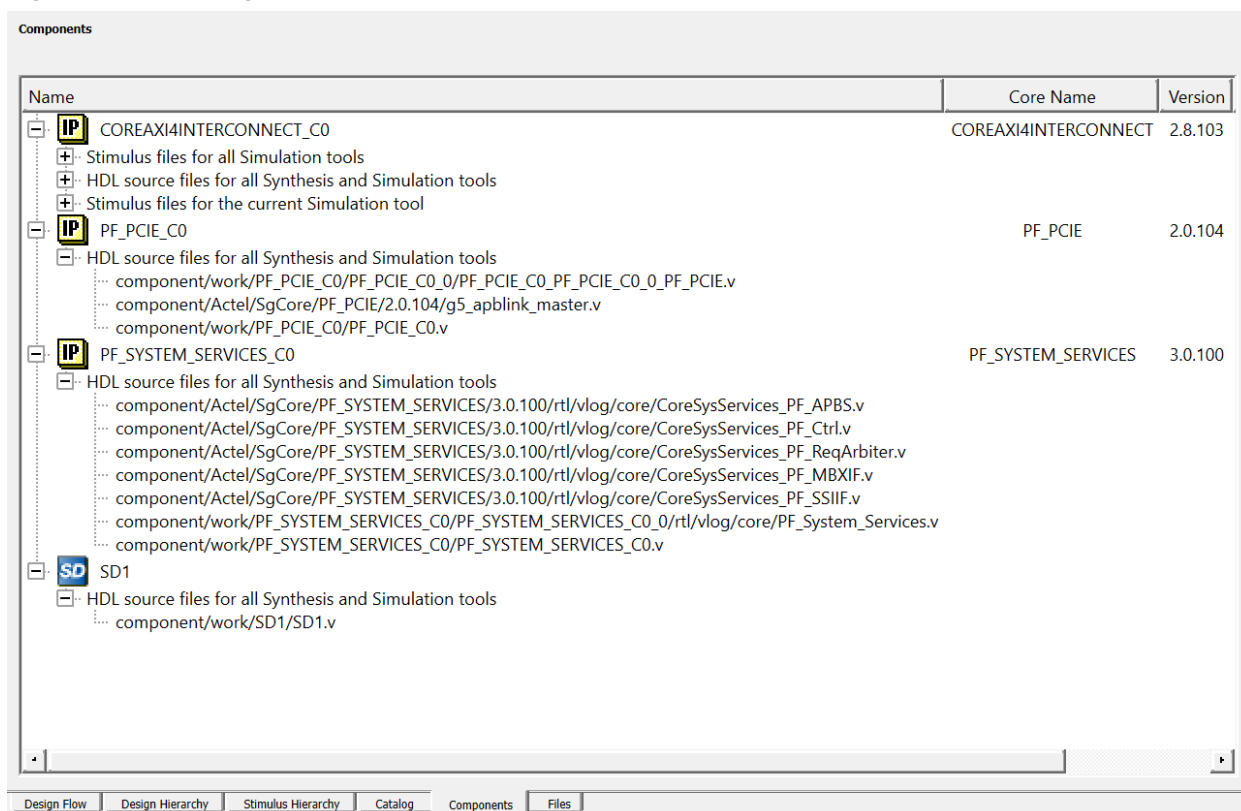 Components
Name Core Name Version
IP COREAXI4INTERCONNECT_C0 COREAXI4INTERCONNECT 2.8.103
Stimulus files for all Simulation tools
HDL source files for all Synthesis and Simulation tools
Stimulus files for the current Simulation tool
IP PF_PCIE_C0 PF_PCIE 2.0.104
HDL source files for all Synthesis and Simulation tools
component/work/PF_PCIE_C0/PF_PCIE_C0_0/PF_PCIE_C0_PF_PCIE_C0_0_PF_PCIE.v
component/Actel/SgCore/PF_PCIE/2.0.104/g5_apblink_master.v
component/work/PF_PCIE_C0/PF_PCIE_C0.v
IP PF_SYSTEM_SERVICES_C0 PF_SYSTEM_SERVICES 3.0.100
HDL source files for all Synthesis and Simulation tools
component/Actel/SgCore/PF_SYSTEM_SERVICES/3.0.100/rtl/vlog/core/CoreSysServices_PF_APBS.v
component/Actel/SgCore/PF_SYSTEM_SERVICES/3.0.100/rtl/vlog/core/CoreSysServices_PF_Ctrl.v
component/Actel/SgCore/PF_SYSTEM_SERVICES/3.0.100/rtl/vlog/core/CoreSysServices_PF_ReqArbiter.v
component/Actel/SgCore/PF_SYSTEM_SERVICES/3.0.100/rtl/vlog/core/CoreSysServices_PF_MBXIF.v
component/Actel/SgCore/PF_SYSTEM_SERVICES/3.0.100/rtl/vlog/core/CoreSysServices_PF_SSIIF.v
component/work/PF_SYSTEM_SERVICES_C0/PF_SYSTEM_SERVICES_C0_0/rtl/vlog/core/PF_System_Services.v
component/work/PF_SYSTEM_SERVICES_C0/PF_SYSTEM_SERVICES_C0.v
SD SD1
HDL source files for all Synthesis and Simulation tools
component/work/SD1/SD1.v
Design Flow Design Hierarchy Stimulus Hierarchy Catalog Components Files